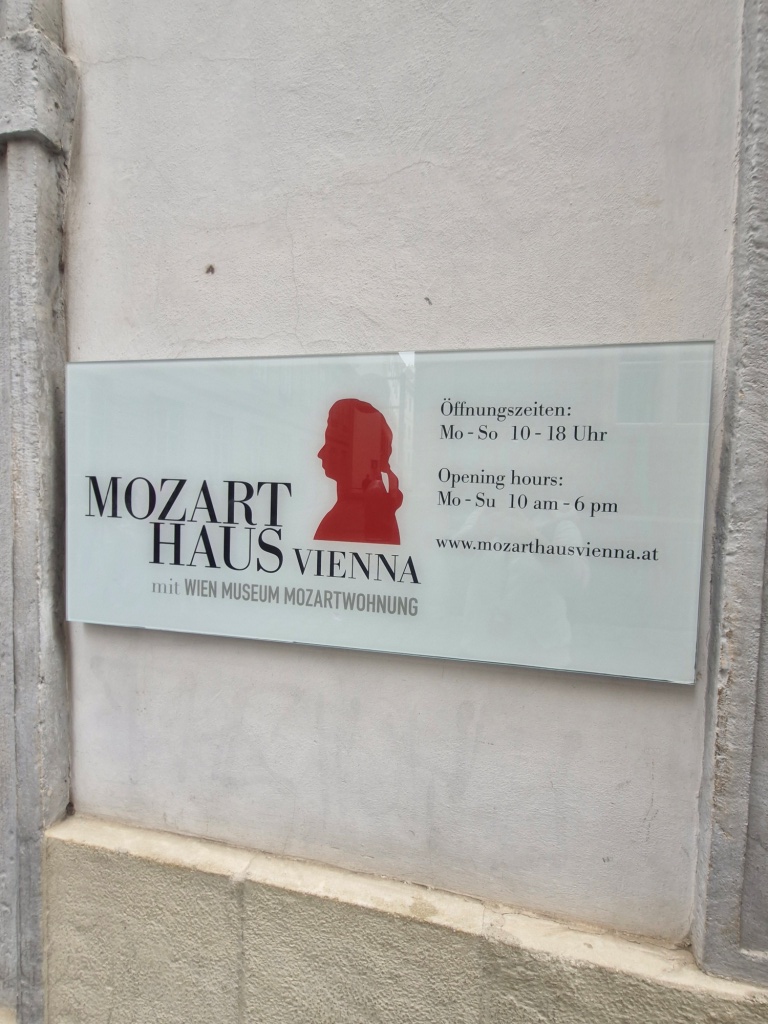 MOZART
HAUS VIENNA
mit WIEN MUSEUM MOZARTWOHNUNG
Öffnungszeiten:
Mo - So 10 - 18 Uhr
Opening hours:
Mo - Su 10 am - 6 pm
www.mozarthausvienna.at